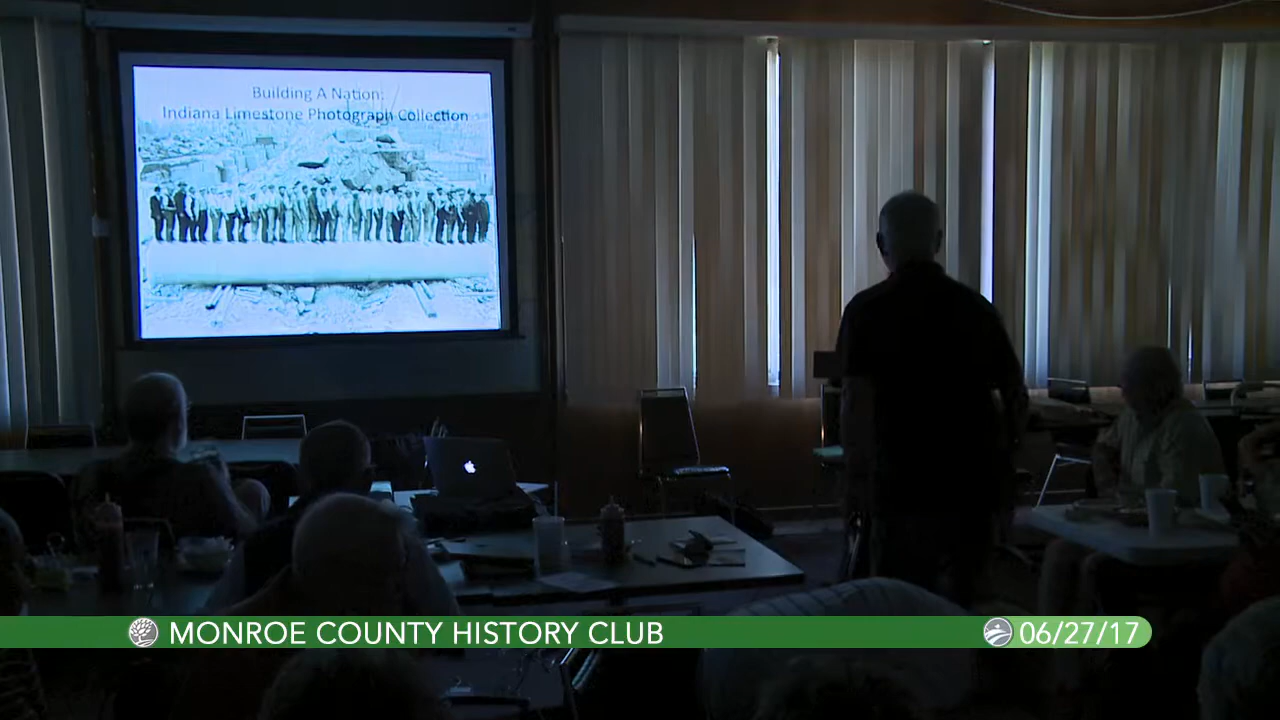 Building A Nation:
Indiana Limestone Photograph Collection
MONROE COUNTY HISTORY CLUB
06/27/17